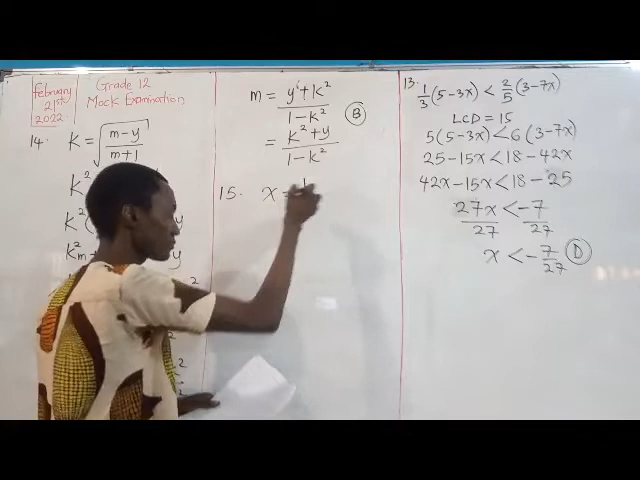 February
21st
2022
Grade 12
Mock Examination
14. K = √(m-y / m+1)
K²
K²(
K²m
y
y
m = y + k² / 1 - k²
= k² + y / 1 - k² (B)
15. x =
13. 1/3 (5-3x) < 2/5 (3-7x)
LCD = 15
5(5-3x) < 6(3-7x)
25-15x < 18-42x
42x-15x < 18-25
27x/27 < -7/27
x < -7/27 (D)